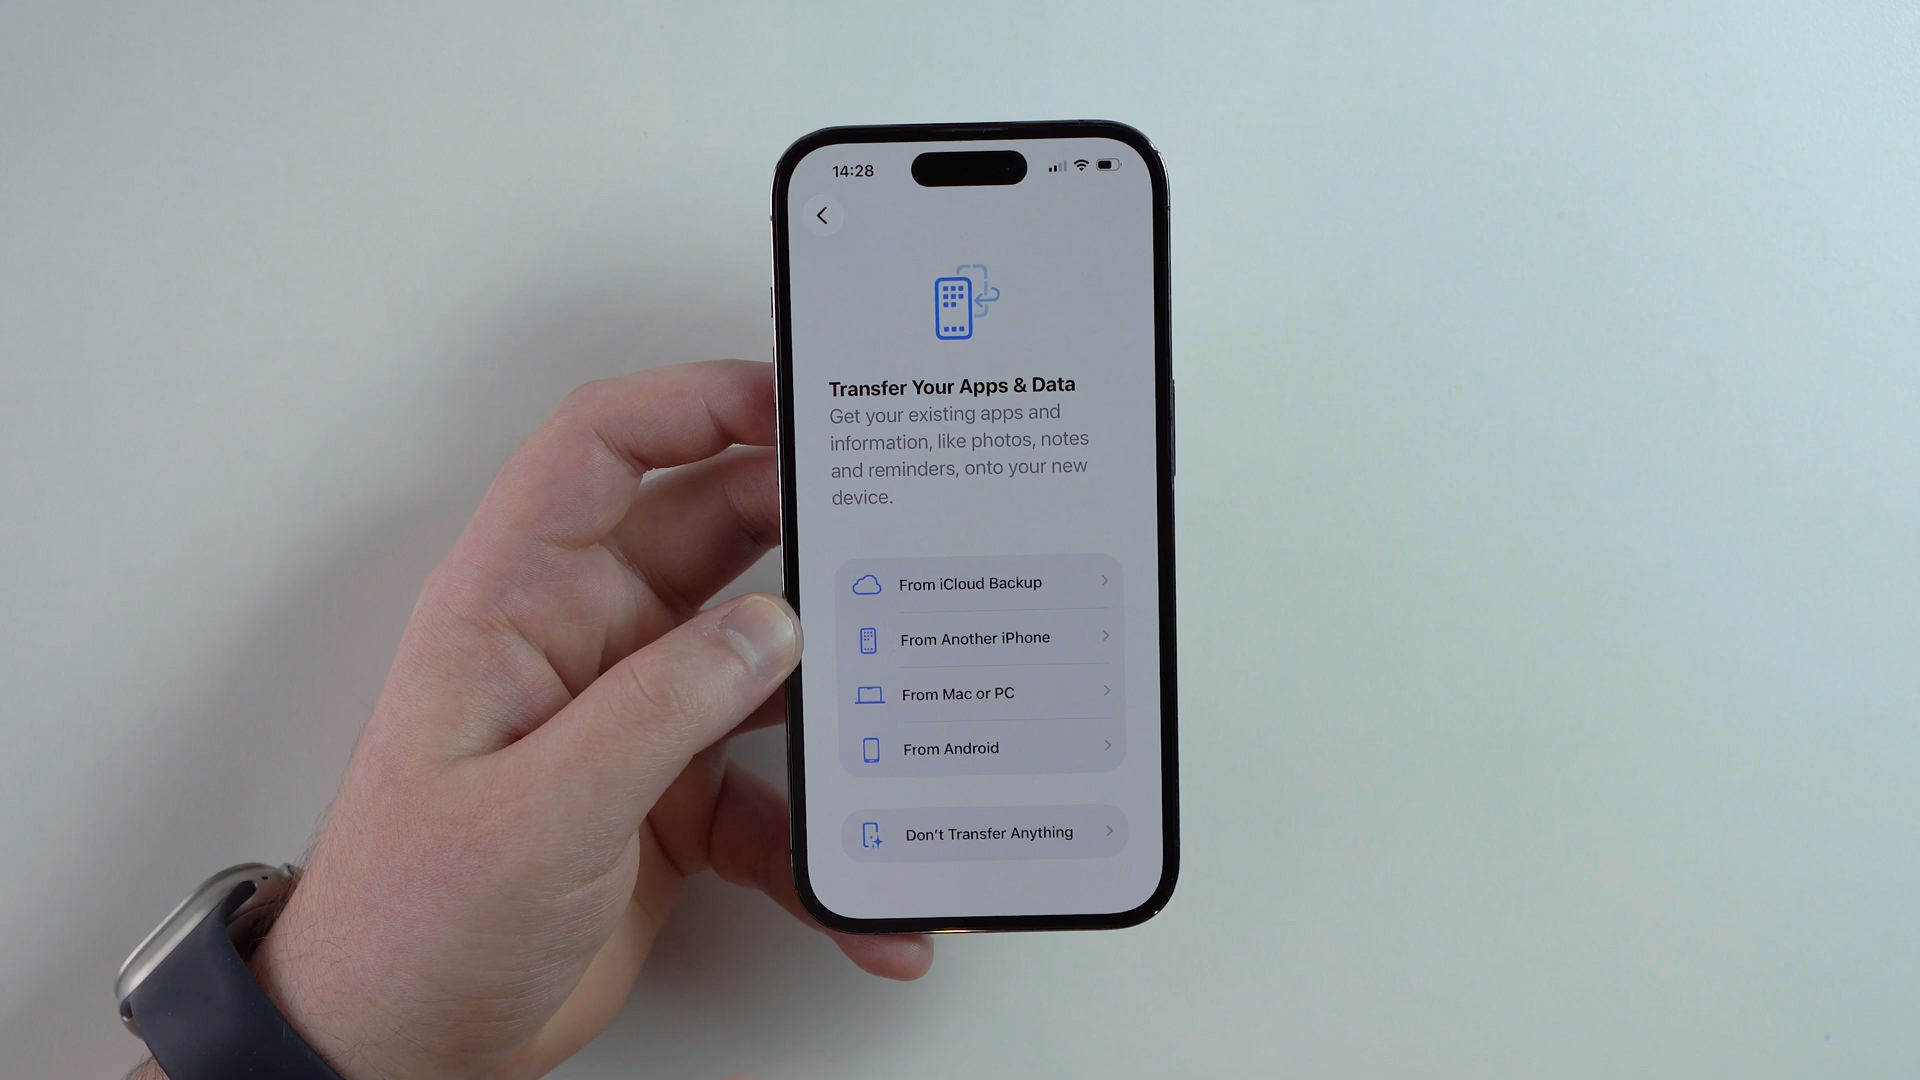 14:28
Transfer Your Apps & Data
Get your existing apps and
information, like photos, notes
and reminders, onto your new
device.
From iCloud Backup
From Another iPhone
From Mac or PC
From Android
Don't Transfer Anything